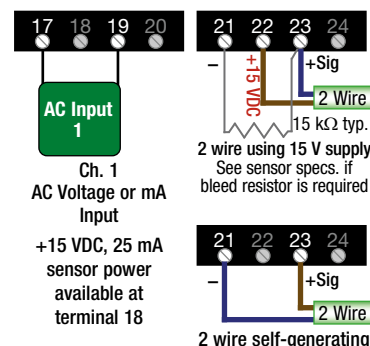 17 18 19 20
AC Input
1
Ch. 1
AC Voltage or mA
Input
+15 VDC, 25 mA
sensor power
available at
terminal 18
21 22 23 24
–
+15 VDC
+Sig
2 Wire
15 kΩ typ.
2 wire using 15 V supply
See sensor specs. if
bleed resistor is required
21 22 23 24
–
+Sig
2 Wire
2 wire self-generating